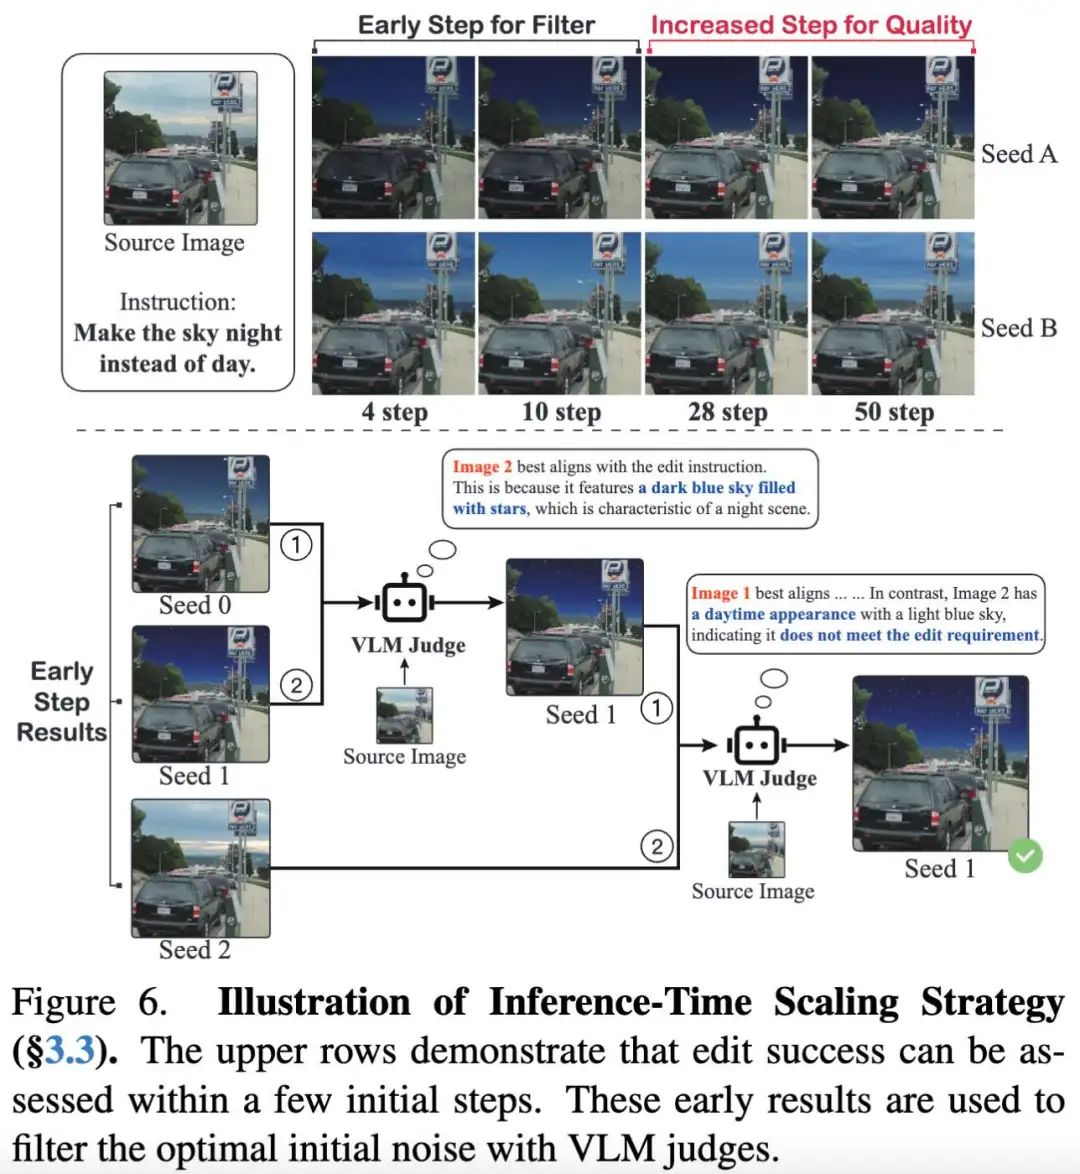 Early Step for Filter
Increased Step for Quality
Source Image
Instruction:
Make the sky night
instead of day.
Seed A
Seed B
4 step
10 step
28 step
50 step
Image 2 best aligns with the edit instruction.
This is because it features a dark blue sky filled
with stars, which is characteristic of a night scene.
Early
Step
Results
Seed 0
Seed 1
Seed 2
①
②
VLM Judge
Source Image
Seed 1
Image 1 best aligns ... ... In contrast, Image 2 has
a daytime appearance with a light blue sky,
indicating it does not meet the edit requirement.
①
②
VLM Judge
Source Image
Seed 1
Figure 6. Illustration of Inference-Time Scaling Strategy
(§3.3). The upper rows demonstrate that edit success can be as-
sessed within a few initial steps. These early results are used to
filter the optimal initial noise with VLM judges.